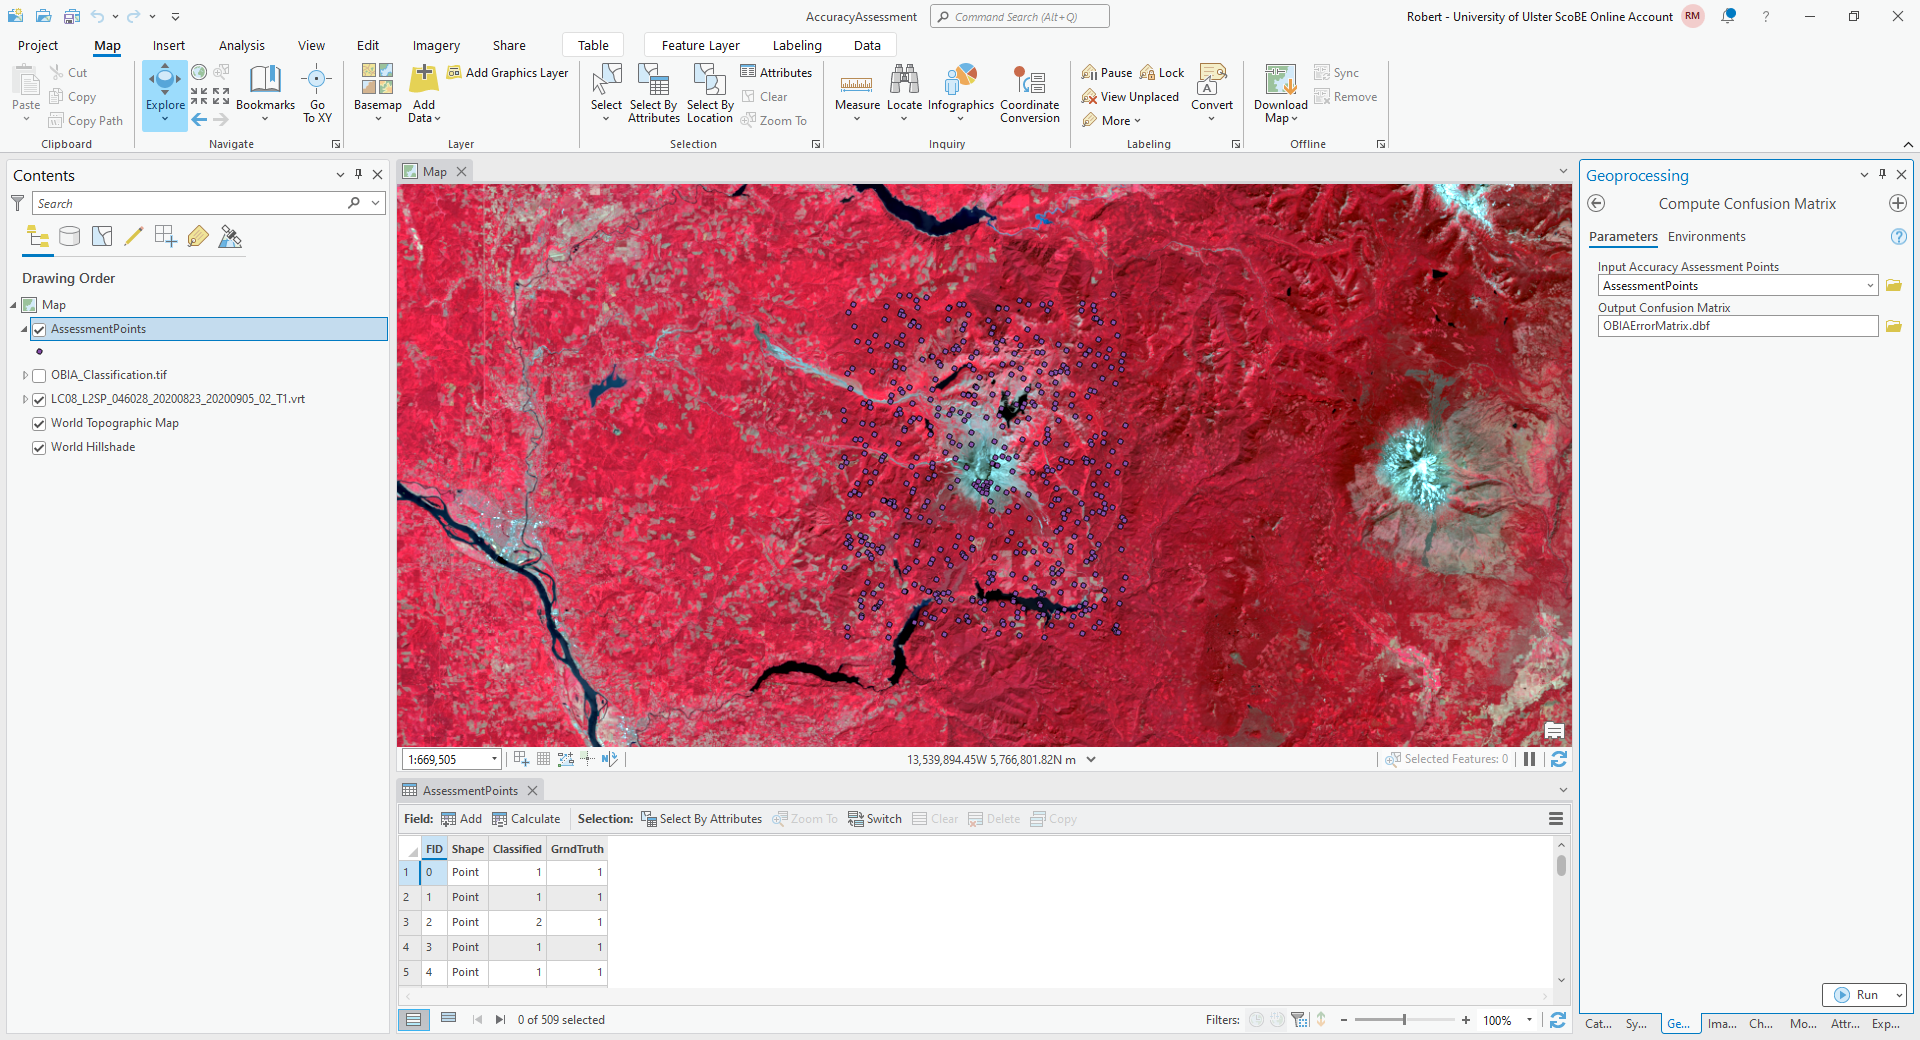 AccuracyAssessment
Command Search (Alt+Q)
Robert - University of Ulster ScoBE Online Account
RM
?
Project
Map
Insert
Analysis
View
Edit
Imagery
Share
Table
Feature Layer
Labeling
Data
Paste
Cut
Copy
Copy Path
Clipboard
Explore
Bookmarks
Go To XY
Navigate
Basemap
Add Data
Add Graphics Layer
Layer
Select
Select By Attributes
Select By Location
Attributes
Clear
Zoom To
Selection
Measure
Locate
Infographics
Coordinate Conversion
Inquiry
Pause
Lock
View Unplaced
More
Convert
Labeling
Download Map
Sync
Remove
Offline
Contents
Search
Drawing Order
Map
AssessmentPoints
OBIA_Classification.tif
LC08_L2SP_046028_20200823_20200905_02_T1.vrt
World Topographic Map
World Hillshade
Map
1:669,505
13,539,894.45W 5,766,801.82N m
Selected Features: 0
AssessmentPoints
Field: Add Calculate Selection: Select By Attributes Zoom To Switch Clear Delete Copy
FID Shape Classified GrndTruth
1 0 Point 1 1
2 1 Point 1 1
3 2 Point 2 1
4 3 Point 1 1
5 4 Point 1 1
0 of 509 selected
Filters:
100%
Geoprocessing
Compute Confusion Matrix
Parameters Environments
?
Input Accuracy Assessment Points
AssessmentPoints
Output Confusion Matrix
OBIAErrorMatrix.dbf
Run
Cat... Sy... Ge... Ima... Ch... Mo... Attr... Exp...